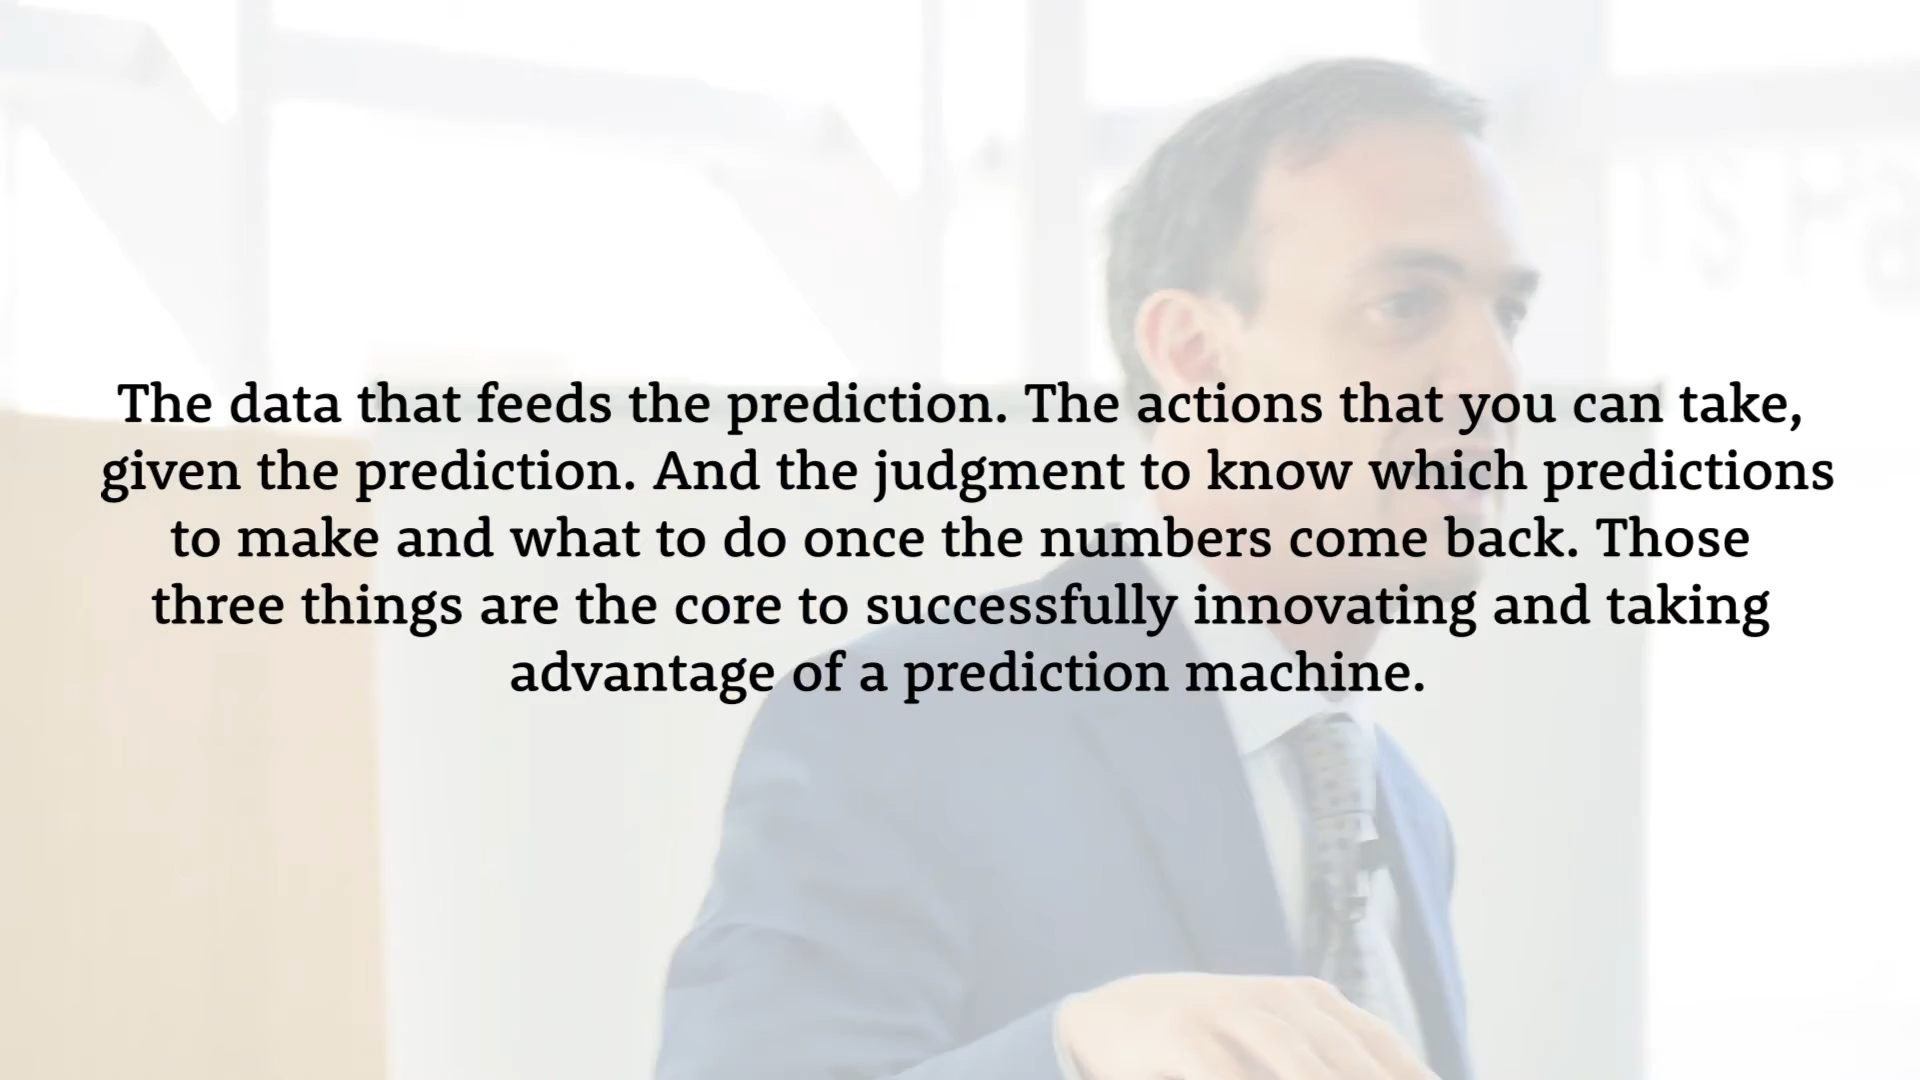 The data that feeds the prediction. The actions that you can take,
given the prediction. And the judgment to know which predictions
to make and what to do once the numbers come back. Those
three things are the core to successfully innovating and taking
advantage of a prediction machine.